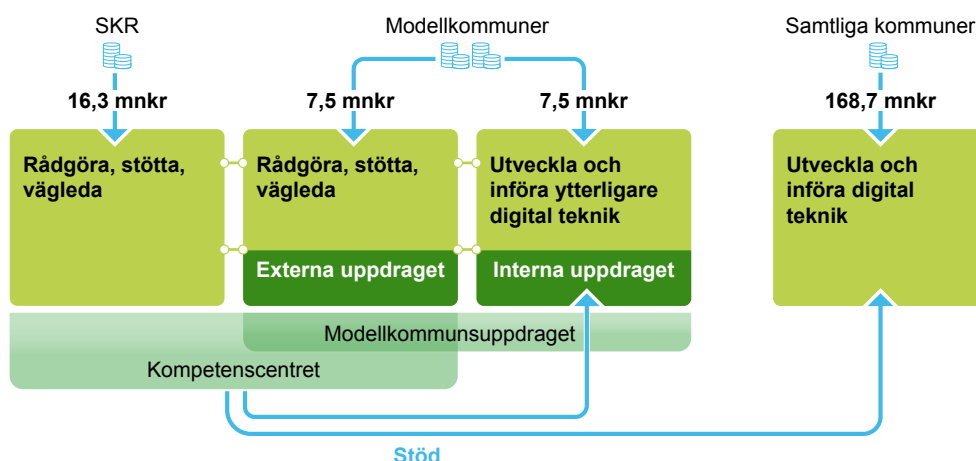 SKR
Modellkommuner
Samtliga kommuner
16,3 mnkr
7,5 mnkr
7,5 mnkr
168,7 mnkr
Rådgöra, stötta,
vägleda
Rådgöra, stötta,
vägleda
Utveckla och
införa ytterligare
digital teknik
Utveckla och
införa digital
teknik
Externa uppdraget
Interna uppdraget
Modellkommunsuppdraget
Kompetenscentret
Stöd